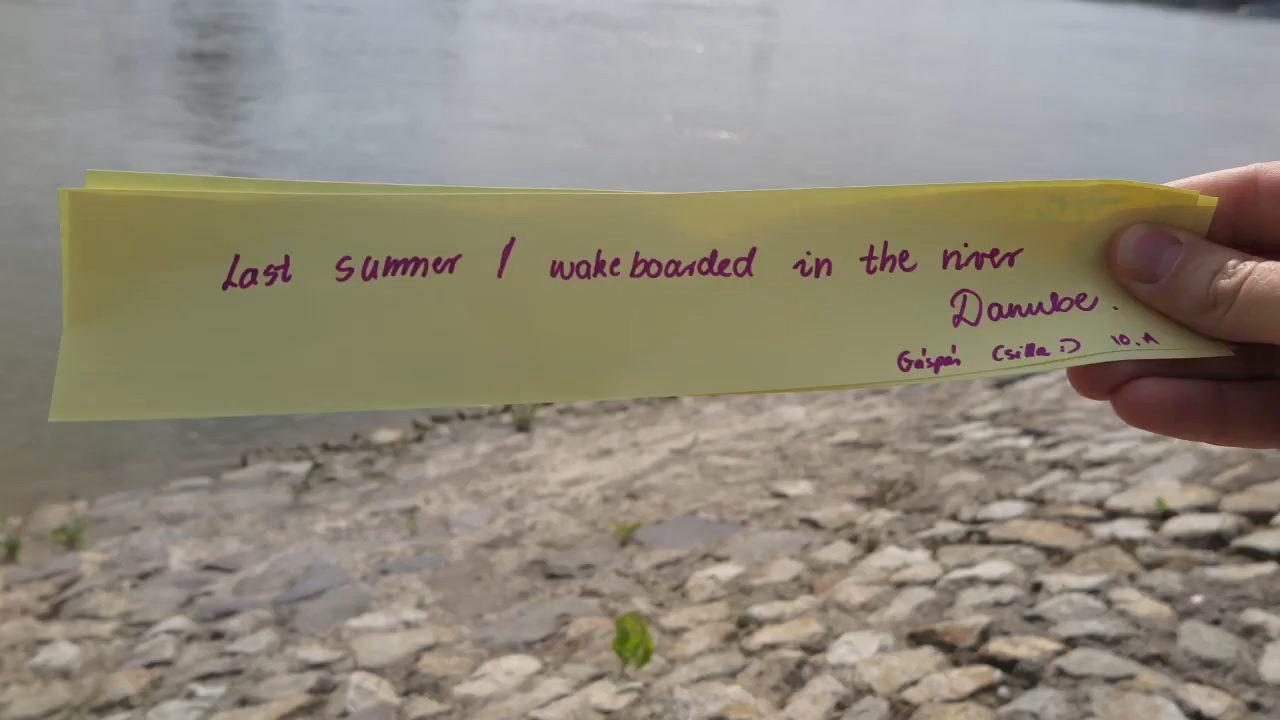 Last summer I wakeboarded in the river
Danube.
Gáspár Csilla :) 10.A